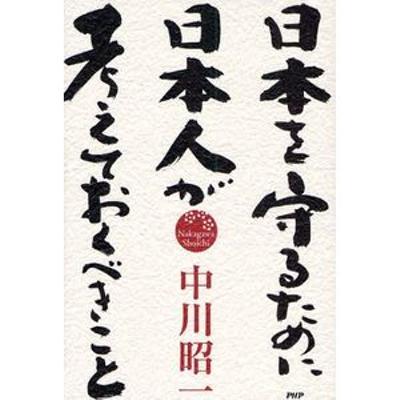 日本を守るために
日本人が
考えておくべきこと
Nakagawa
Shoichi
中川昭一
PHP